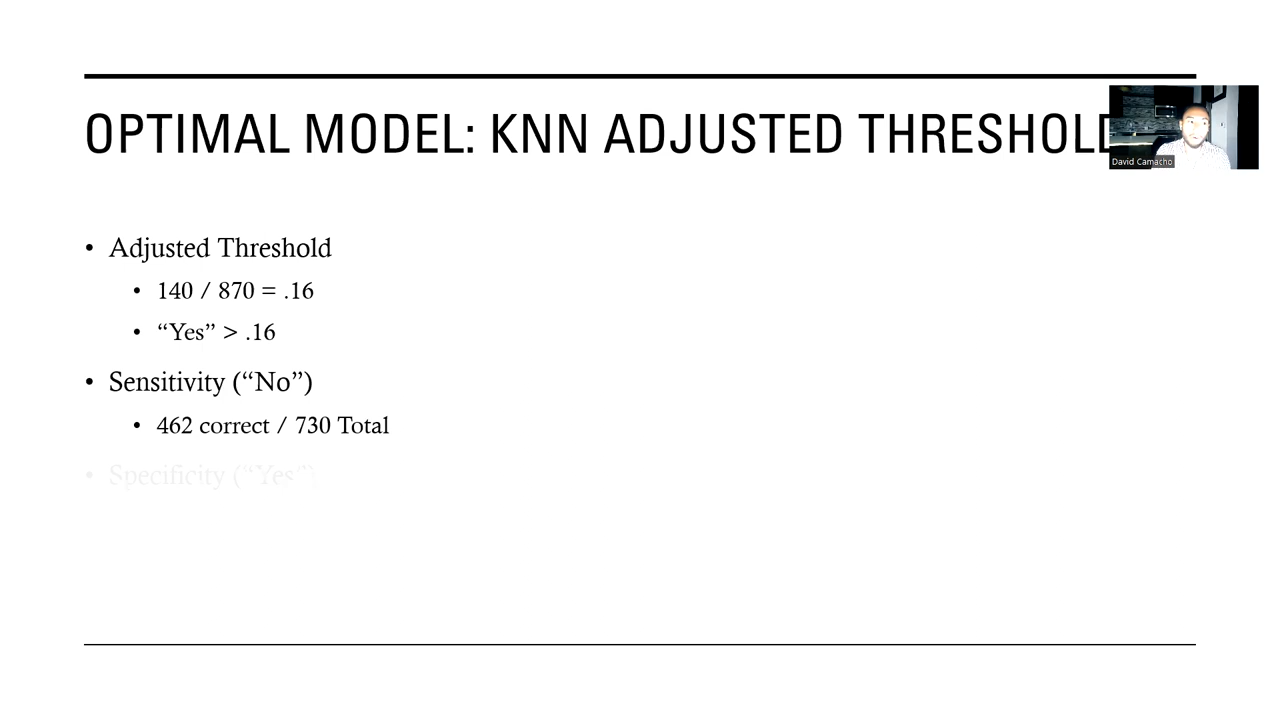 OPTIMAL MODEL: KNN ADJUSTED THRESHOLD
David Camacho
• Adjusted Threshold
• 140 / 870 = .16
• “Yes” > .16
• Sensitivity (“No”)
• 462 correct / 730 Total
• Specificity (“Yes”)